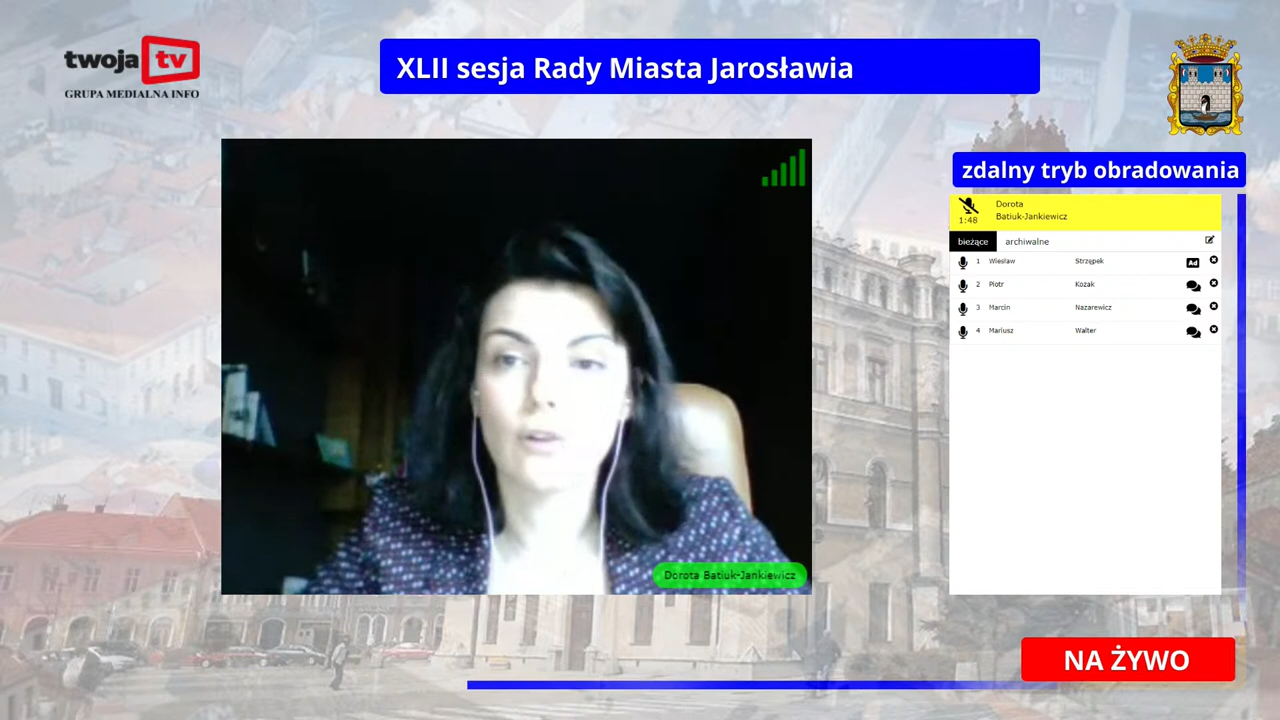 twoja tv
GRUPA MEDIALNA INFO
XLII sesja Rady Miasta Jarosławia
zdalny tryb obradowania
1:48
Dorota
Batiuk-Jankiewicz
bieżące archiwalne
1 Wiesław Strzępek Ad
2 Piotr Kozak
3 Marcin Nazarewicz
4 Mariusz Walter
Dorota Batiuk-Jankiewicz
NA ŻYWO